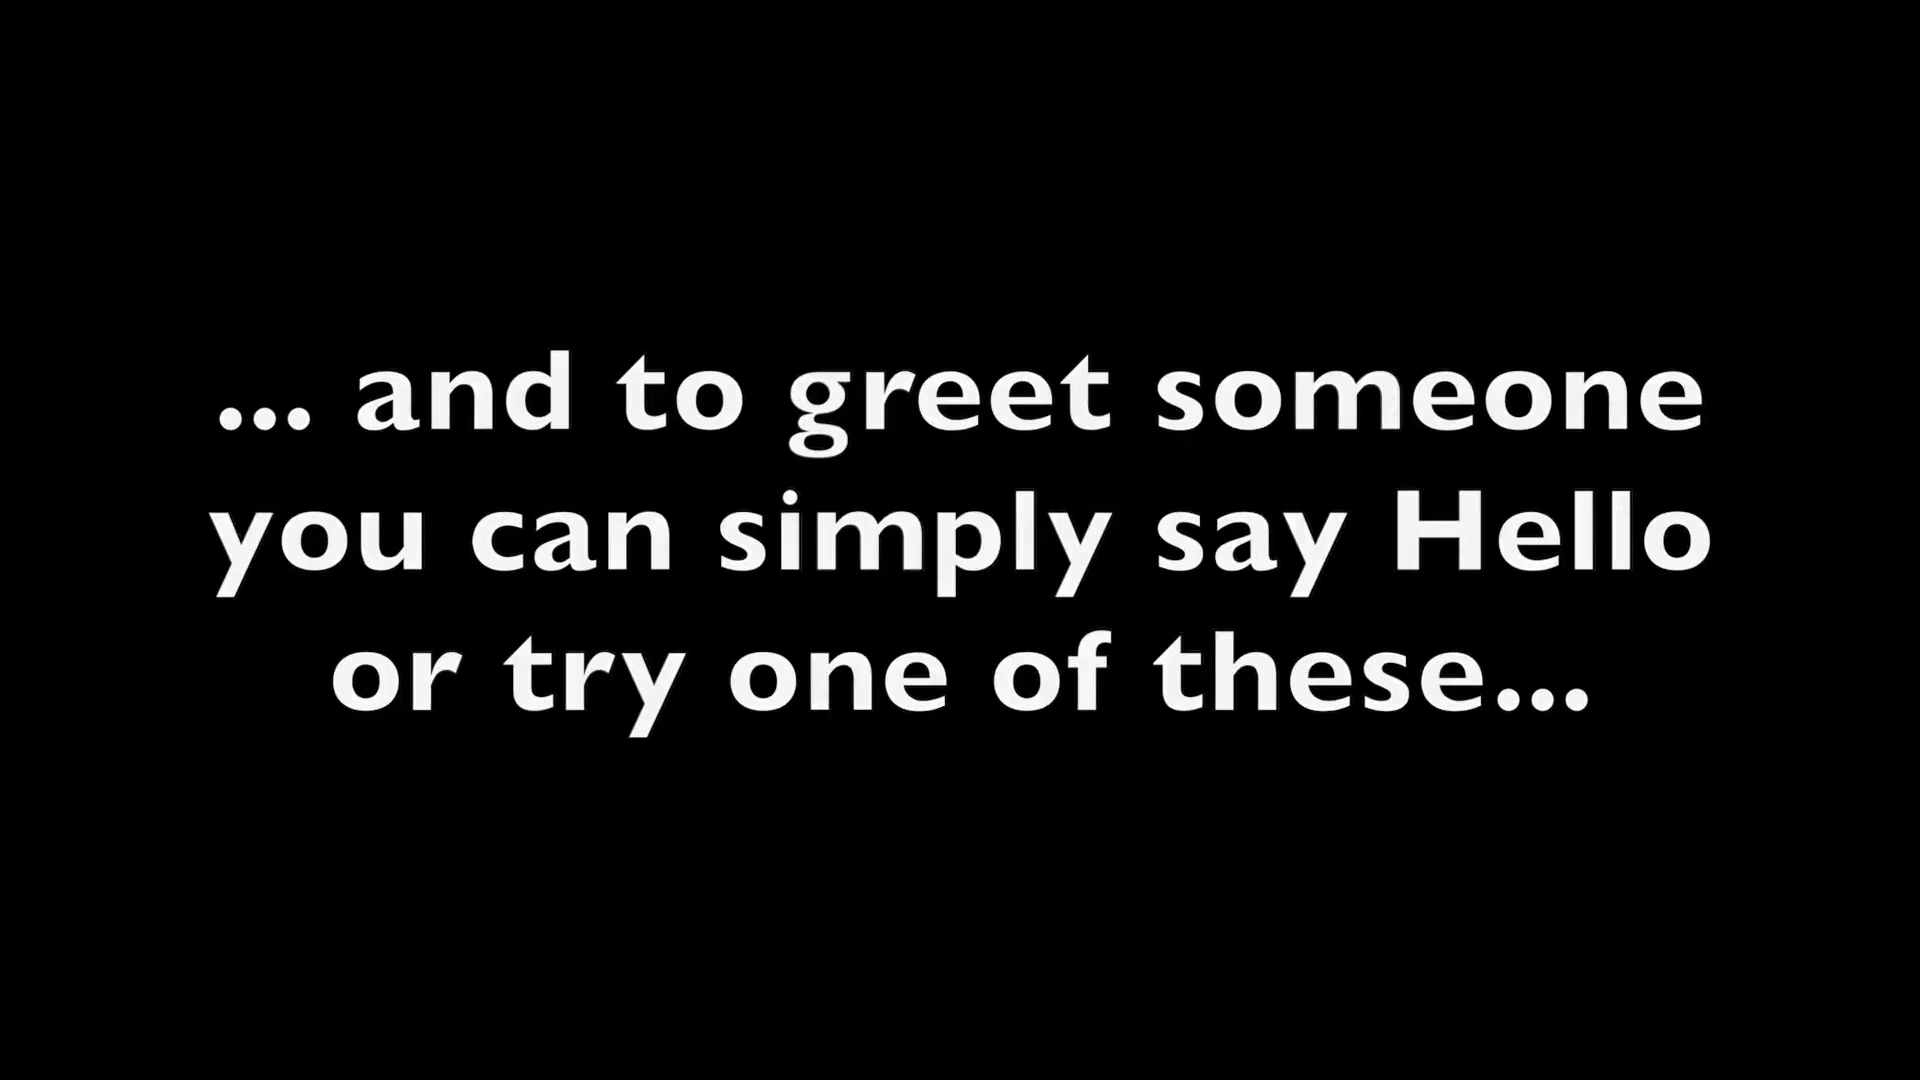 ... and to greet someone
you can simply say Hello
or try one of these...